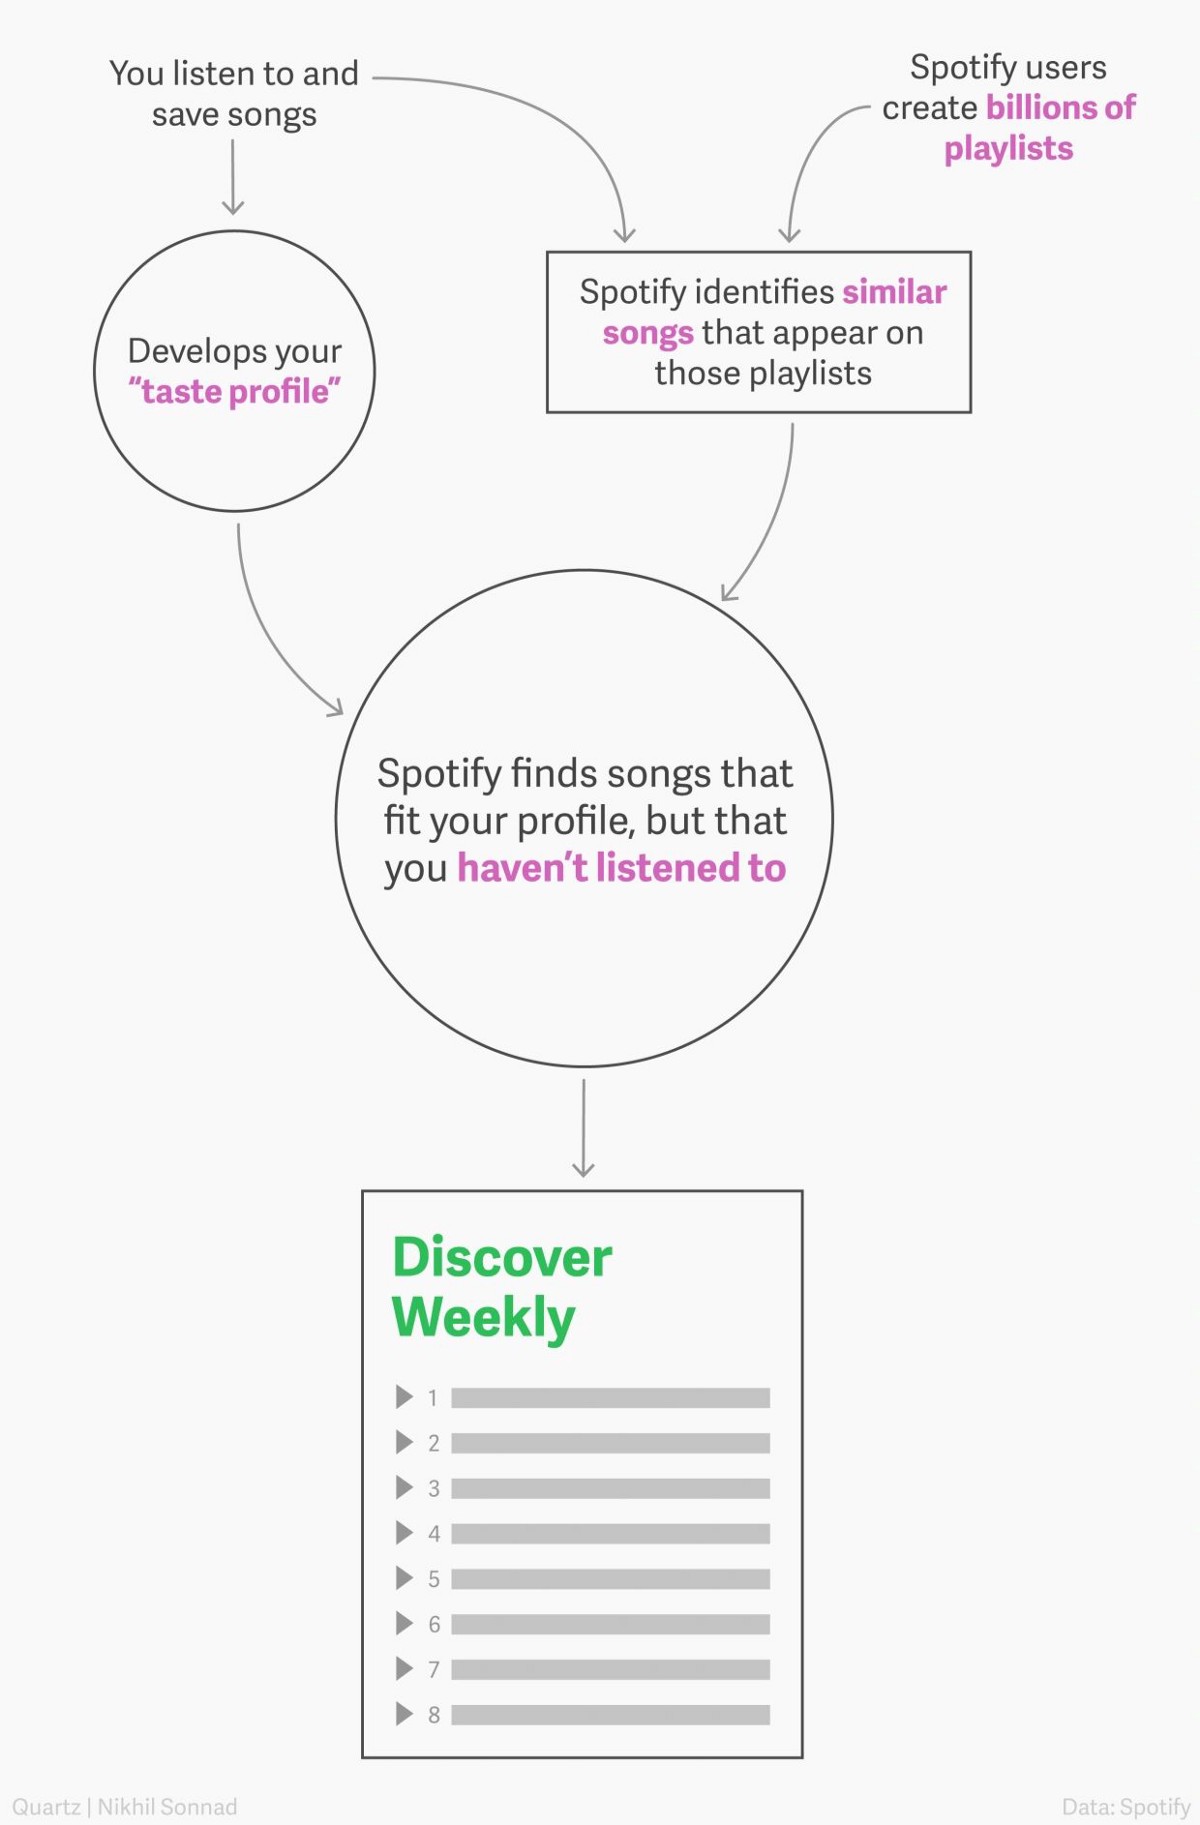 You listen to and
save songs
Spotify users
create billions of
playlists
Develops your
“taste profile”
Spotify identifies similar
songs that appear on
those playlists
Spotify finds songs that
fit your profile, but that
you haven’t listened to
Discover
Weekly
1
2
3
4
5
6
7
8
Quartz | Nikhil Sonnad
Data: Spotify